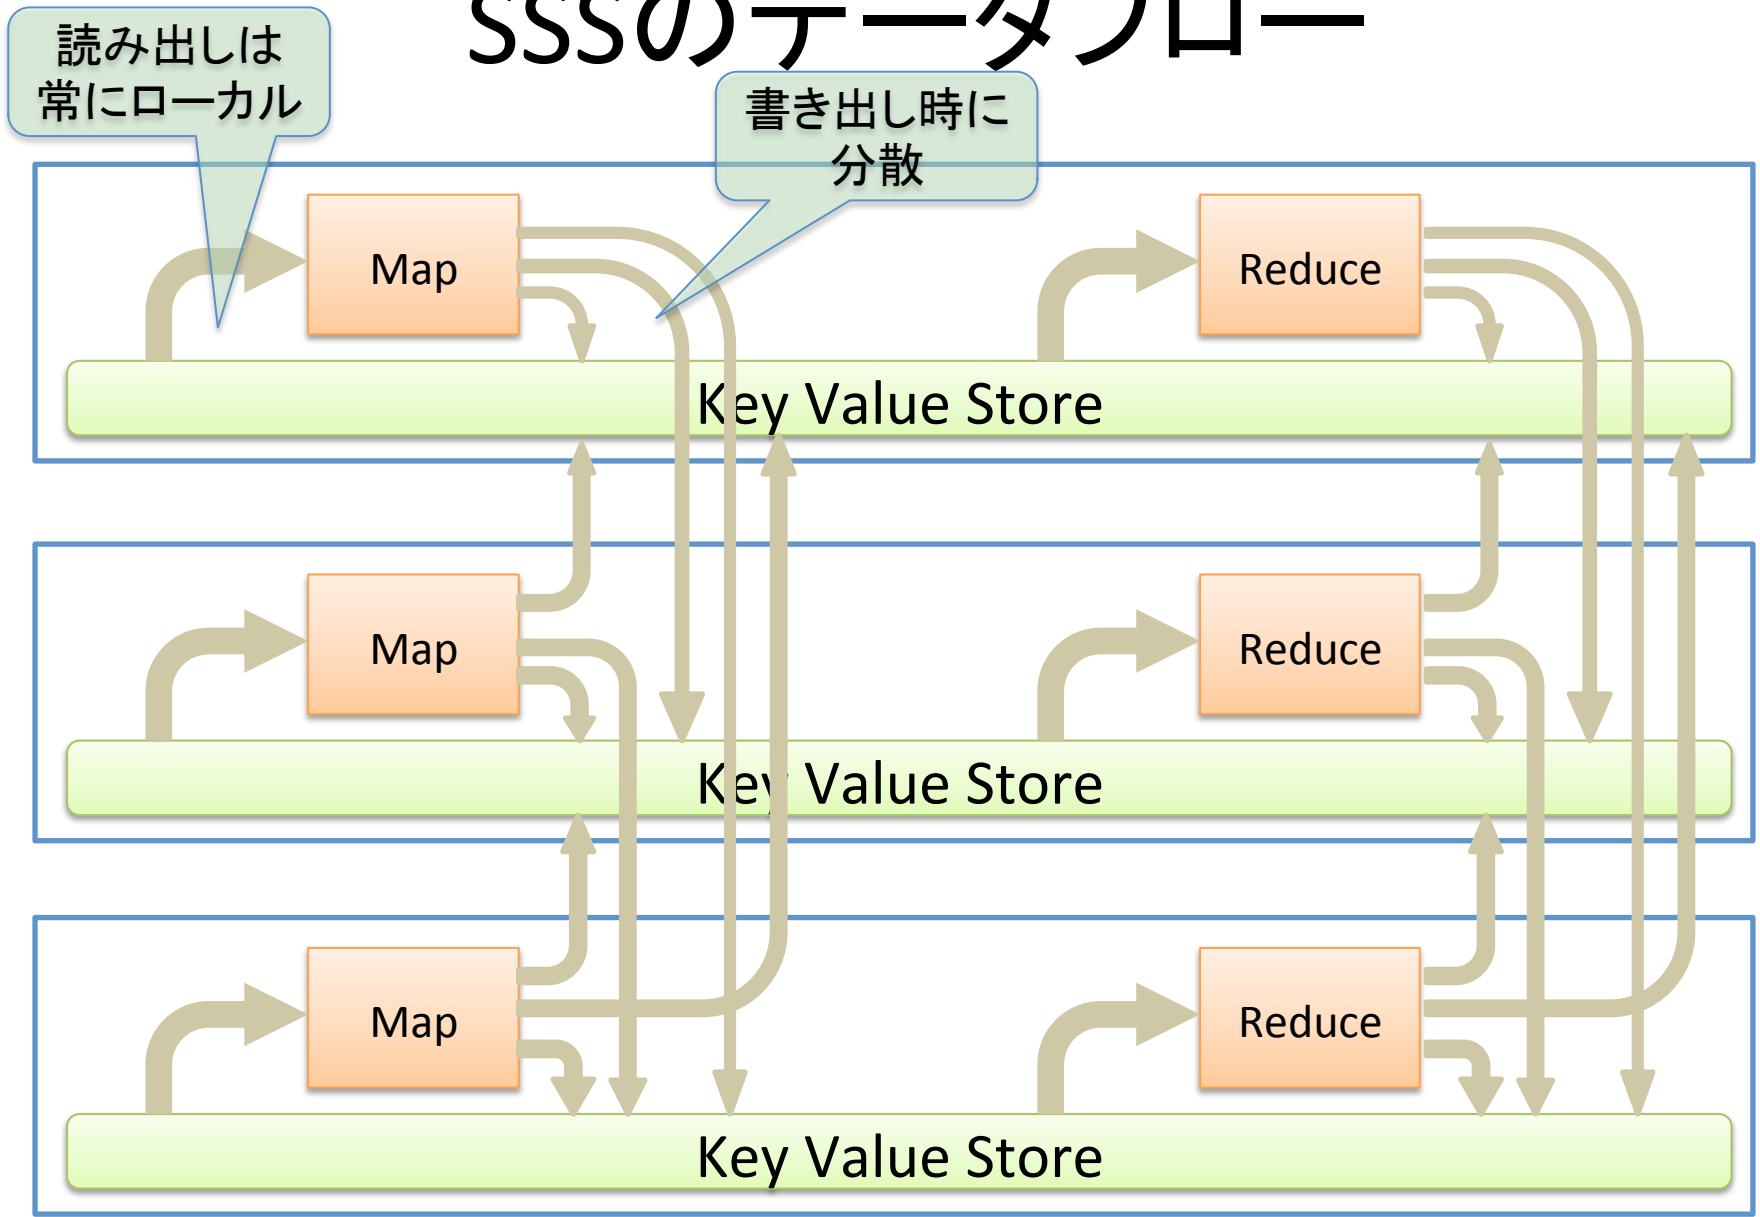 SSSのデータフロー
読み出しは
常にローカル
書き出し時に
分散
Map
Reduce
Key Value Store
Map
Reduce
Key Value Store
Map
Reduce
Key Value Store